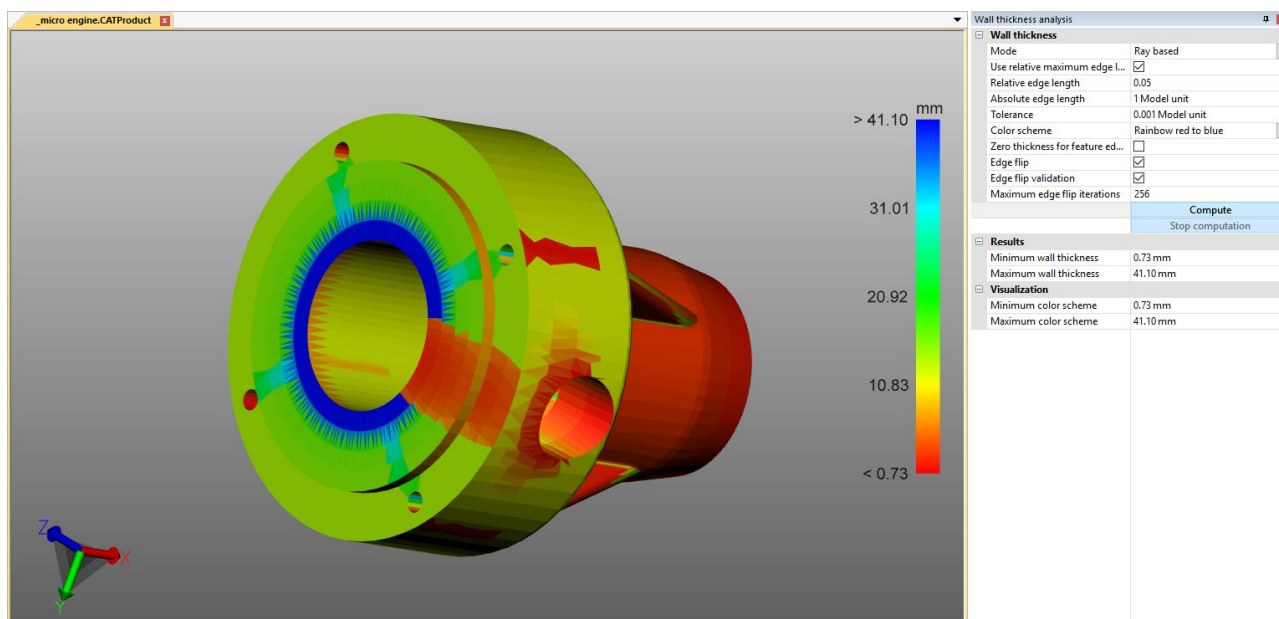 _micro engine.CATProduct
mm
> 41.10
31.01
20.92
10.83
< 0.73
Z
X
Y
Wall thickness analysis
Wall thickness
Mode Ray based
Use relative maximum edge l... 
Relative edge length 0.05
Absolute edge length 1 Model unit
Tolerance 0.001 Model unit
Color scheme Rainbow red to blue
Zero thickness for feature ed...
Edge flip
Edge flip validation
Maximum edge flip iterations 256
Compute
Stop computation
Results
Minimum wall thickness 0.73 mm
Maximum wall thickness 41.10 mm
Visualization
Minimum color scheme 0.73 mm
Maximum color scheme 41.10 mm